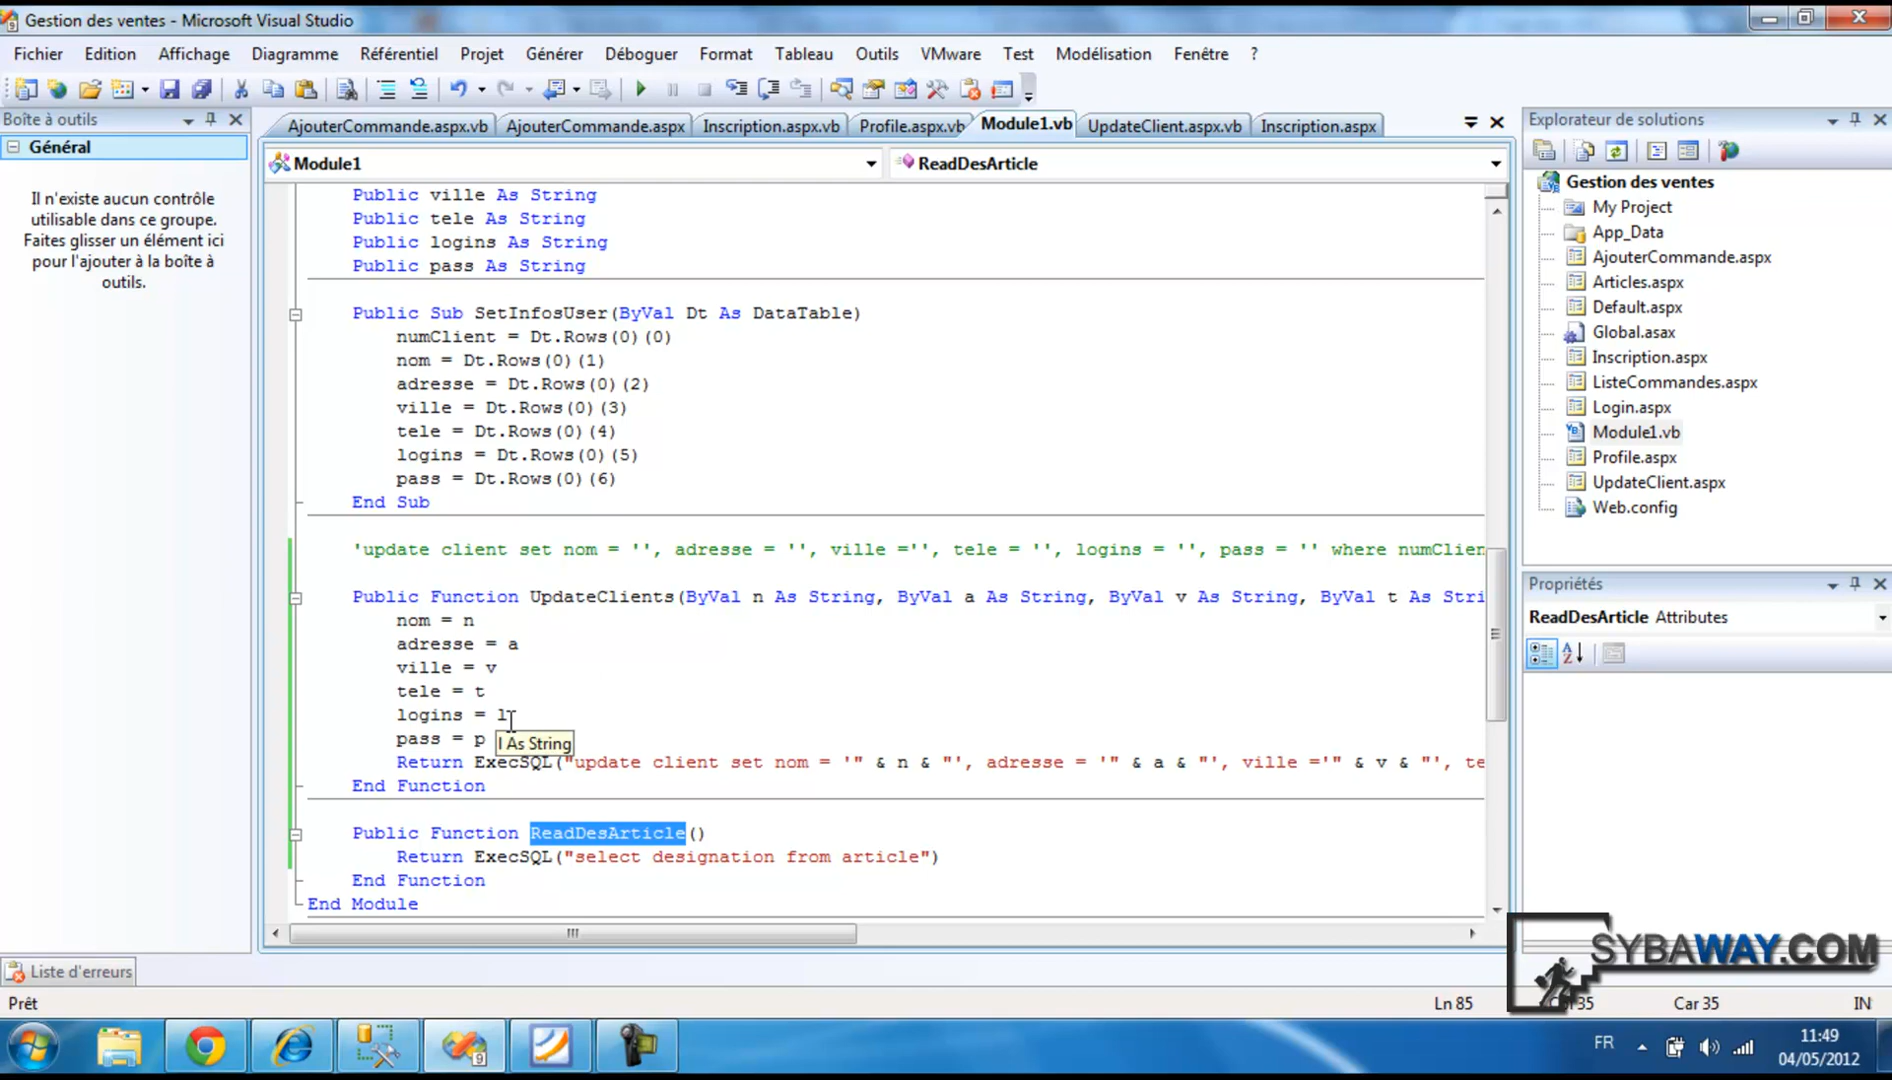 Gestion des ventes - Microsoft Visual Studio
Fichier Edition Affichage Diagramme Référentiel Projet Générer Déboguer Format Tableau Outils VMware Test Modélisation Fenêtre ?
Boîte à outils
Général
Il n'existe aucun contrôle
utilisable dans ce groupe.
Faites glisser un élément ici
pour l'ajouter à la boîte à
outils.
AjouterCommande.aspx.vb AjouterCommande.aspx Inscription.aspx.vb Profile.aspx.vb Module1.vb UpdateClient.aspx.vb Inscription.aspx
Module1 ReadDesArticle
Public ville As String
Public tele As String
Public logins As String
Public pass As String
Public Sub SetInfosUser(ByVal Dt As DataTable)
numClient = Dt.Rows(0)(0)
nom = Dt.Rows(0)(1)
adresse = Dt.Rows(0)(2)
ville = Dt.Rows(0)(3)
tele = Dt.Rows(0)(4)
logins = Dt.Rows(0)(5)
pass = Dt.Rows(0)(6)
End Sub
'update client set nom = '', adresse = '', ville ='', tele = '', logins = '', pass = '' where numClien
Public Function UpdateClients(ByVal n As String, ByVal a As String, ByVal v As String, ByVal t As Stri
nom = n
adresse = a
ville = v
tele = t
logins = l
pass = p
l As String
Return ExecSQL("update client set nom = '" & n & "', adresse = '" & a & "', ville ='" & v & "', te
End Function
Public Function ReadDesArticle()
Return ExecSQL("select designation from article")
End Function
End Module
Explorateur de solutions
Gestion des ventes
My Project
App_Data
AjouterCommande.aspx
Articles.aspx
Default.aspx
Global.asax
Inscription.aspx
ListeCommandes.aspx
Login.aspx
Module1.vb
Profile.aspx
UpdateClient.aspx
Web.config
Propriétés
ReadDesArticle Attributes
SYBAWAY.COM
Liste d'erreurs
Prêt Ln 85 Col 35 Car 35 IN
FR 11:49
04/05/2012